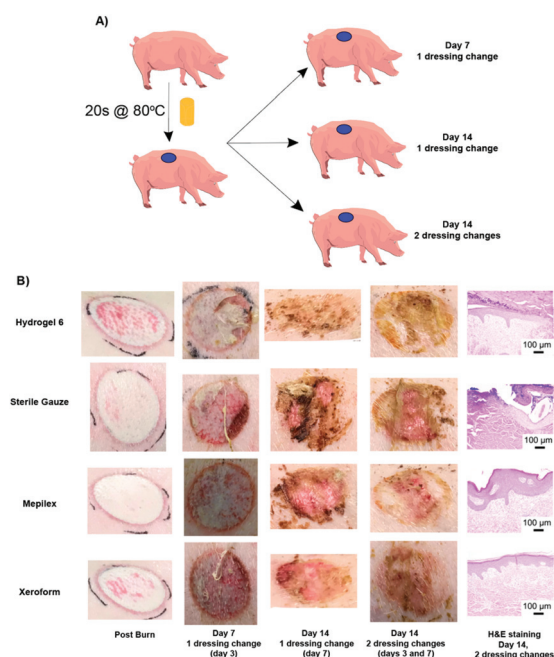 A)
20s @ 80°C
Day 7
1 dressing change
Day 14
1 dressing change
Day 14
2 dressing changes
B)
Hydrogel 6
100 µm
Sterile Gauze
100 µm
Mepilex
100 µm
Xeroform
100 µm
Post Burn
Day 7
1 dressing change
(day 3)
Day 14
1 dressing change
(day 7)
Day 14
2 dressing changes
(days 3 and 7)
H&E staining
Day 14,
2 dressing changes